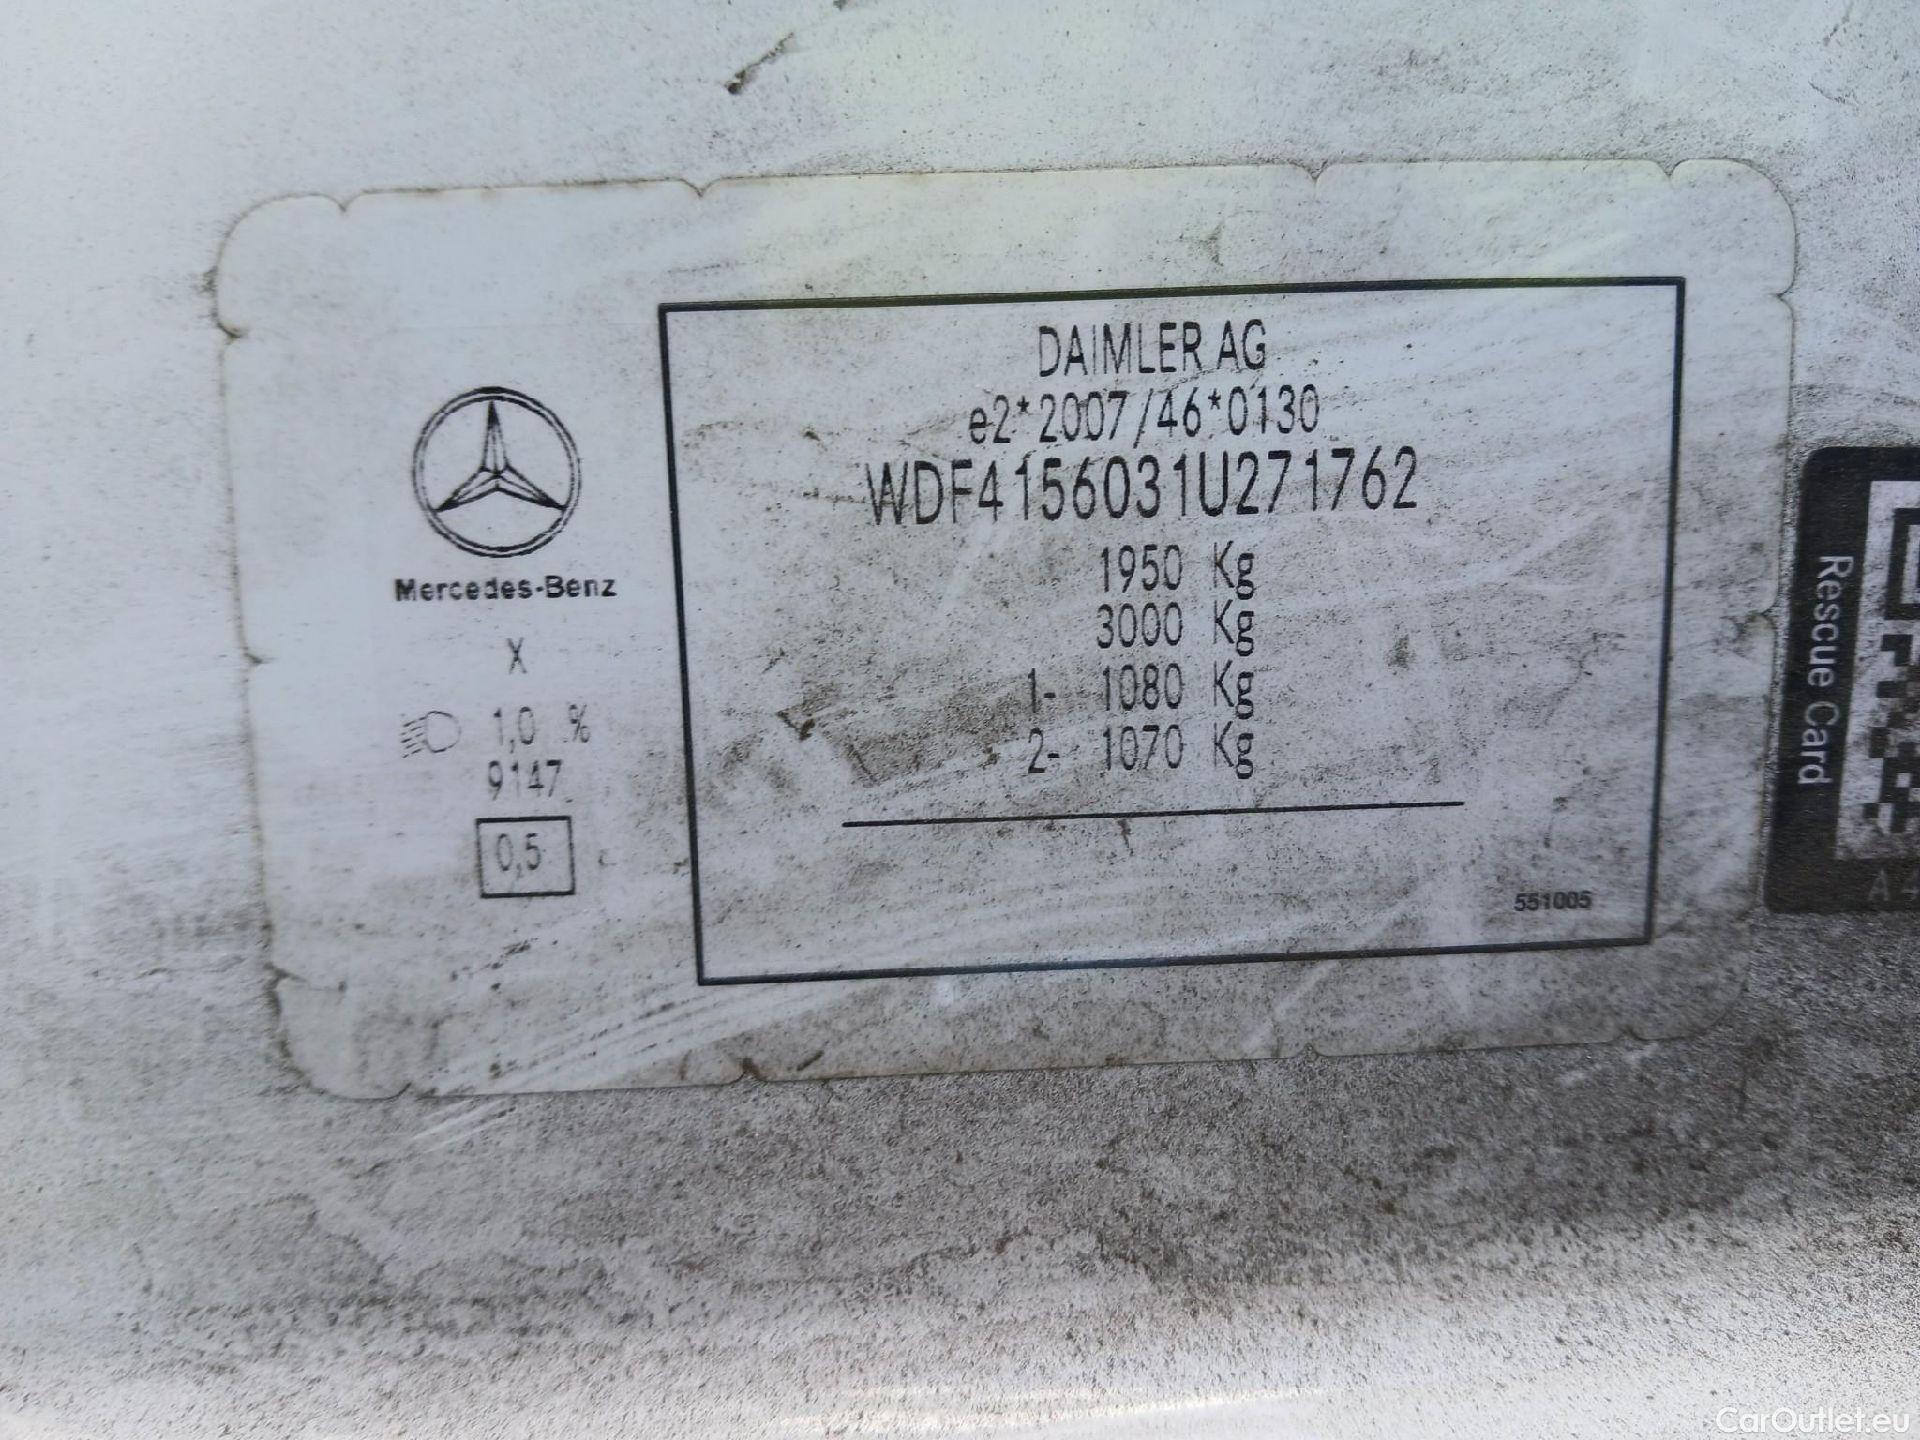 DAIMLER AG
e2*2007/46*0130
WDF4156031U271762
1950 Kg
3000 Kg
1- 1080 Kg
2- 1070 Kg
551005
Mercedes-Benz
X
1,0 %
9147
0,5
Rescue Card
A 4
CarOutlet.eu